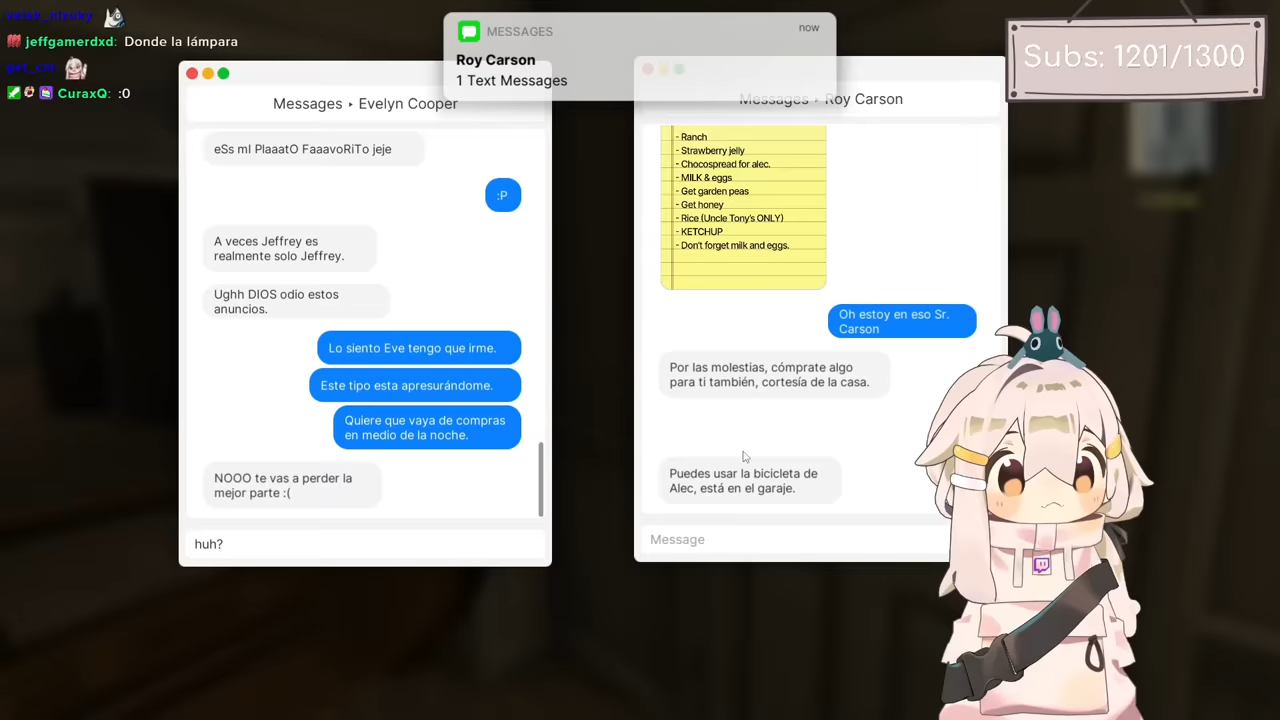 velek_itzuky
jeffgamerdxd: Donde la lámpara
CuraxQ: :0
MESSAGES
now
Roy Carson
1 Text Messages
Subs: 1201/1300
Messages ‣ Evelyn Cooper
eSs mI PlaaatO FaaavoRiTo jeje
:P
A veces Jeffrey es
realmente solo Jeffrey.
Ughh DIOS odio estos
anuncios.
Lo siento Eve tengo que irme.
Este tipo esta apresurándome.
Quiere que vaya de compras
en medio de la noche.
NOOO te vas a perder la
mejor parte :(
huh?
Messages ‣ Roy Carson
- Ranch
- Strawberry jelly
- Chocospread for alec.
- MILK & eggs
- Get garden peas
- Get honey
- Rice (Uncle Tony's ONLY)
- KETCHUP
- Don't forget milk and eggs.
Oh estoy en eso Sr.
Carson
Por las molestias, cómprate algo
para ti también, cortesía de la casa.
Puedes usar la bicicleta de
Alec, está en el garaje.
Message